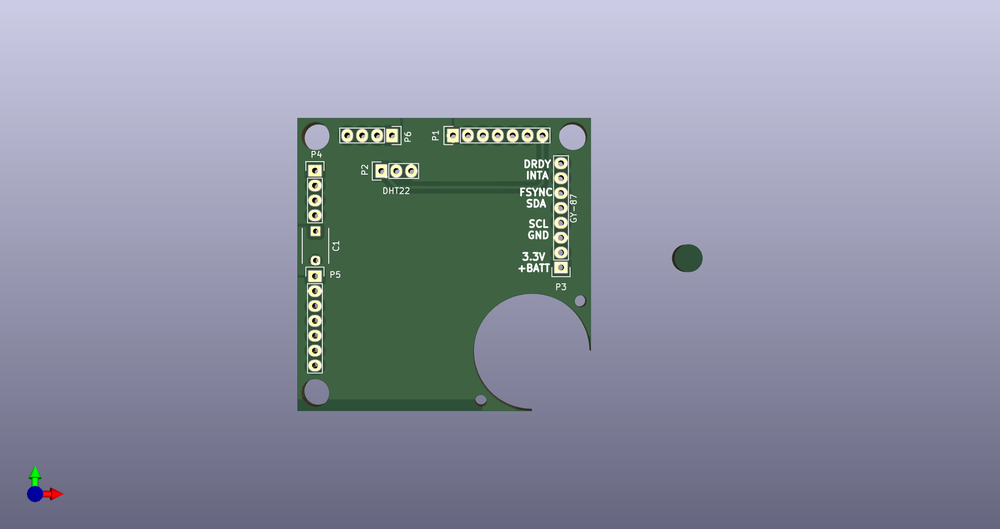 P6
P1
P4
P2
DHT22
DRDY
INTA
FSYNC
SDA
GY-87
SCL
GND
C1
3.3V
+BATT
P5
P3